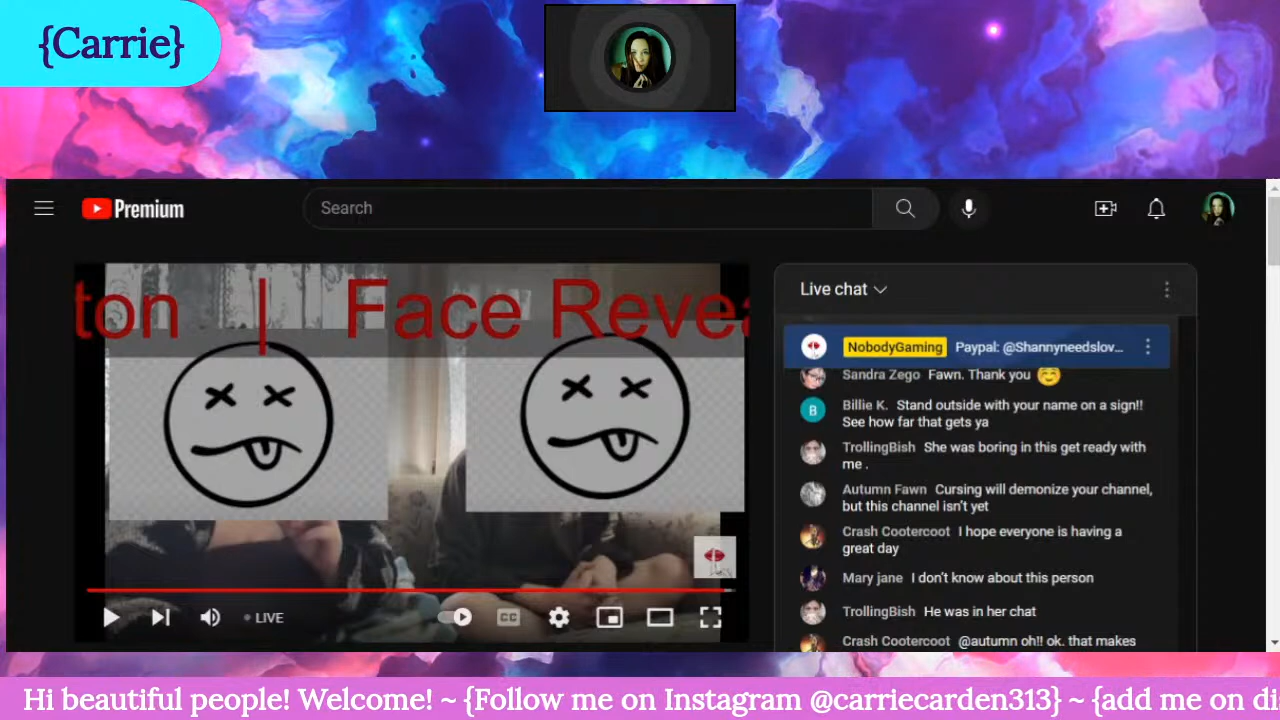 {Carrie}
Premium
Search
ton | Face Revea
Live chat
NobodyGaming Paypal: @Shannyneedslov...
Sandra Zego Fawn. Thank you
B
Billie K. Stand outside with your name on a sign!!
See how far that gets ya
TrollingBish She was boring in this get ready with
me .
Autumn Fawn Cursing will demonize your channel,
but this channel isn't yet
Crash Cootercoot I hope everyone is having a
great day
Mary jane I don't know about this person
TrollingBish He was in her chat
Crash Cootercoot @autumn oh!! ok. that makes
LIVE
CC
Hi beautiful people! Welcome! ~ {Follow me on Instagram @carriecarden313} ~ {add me on di